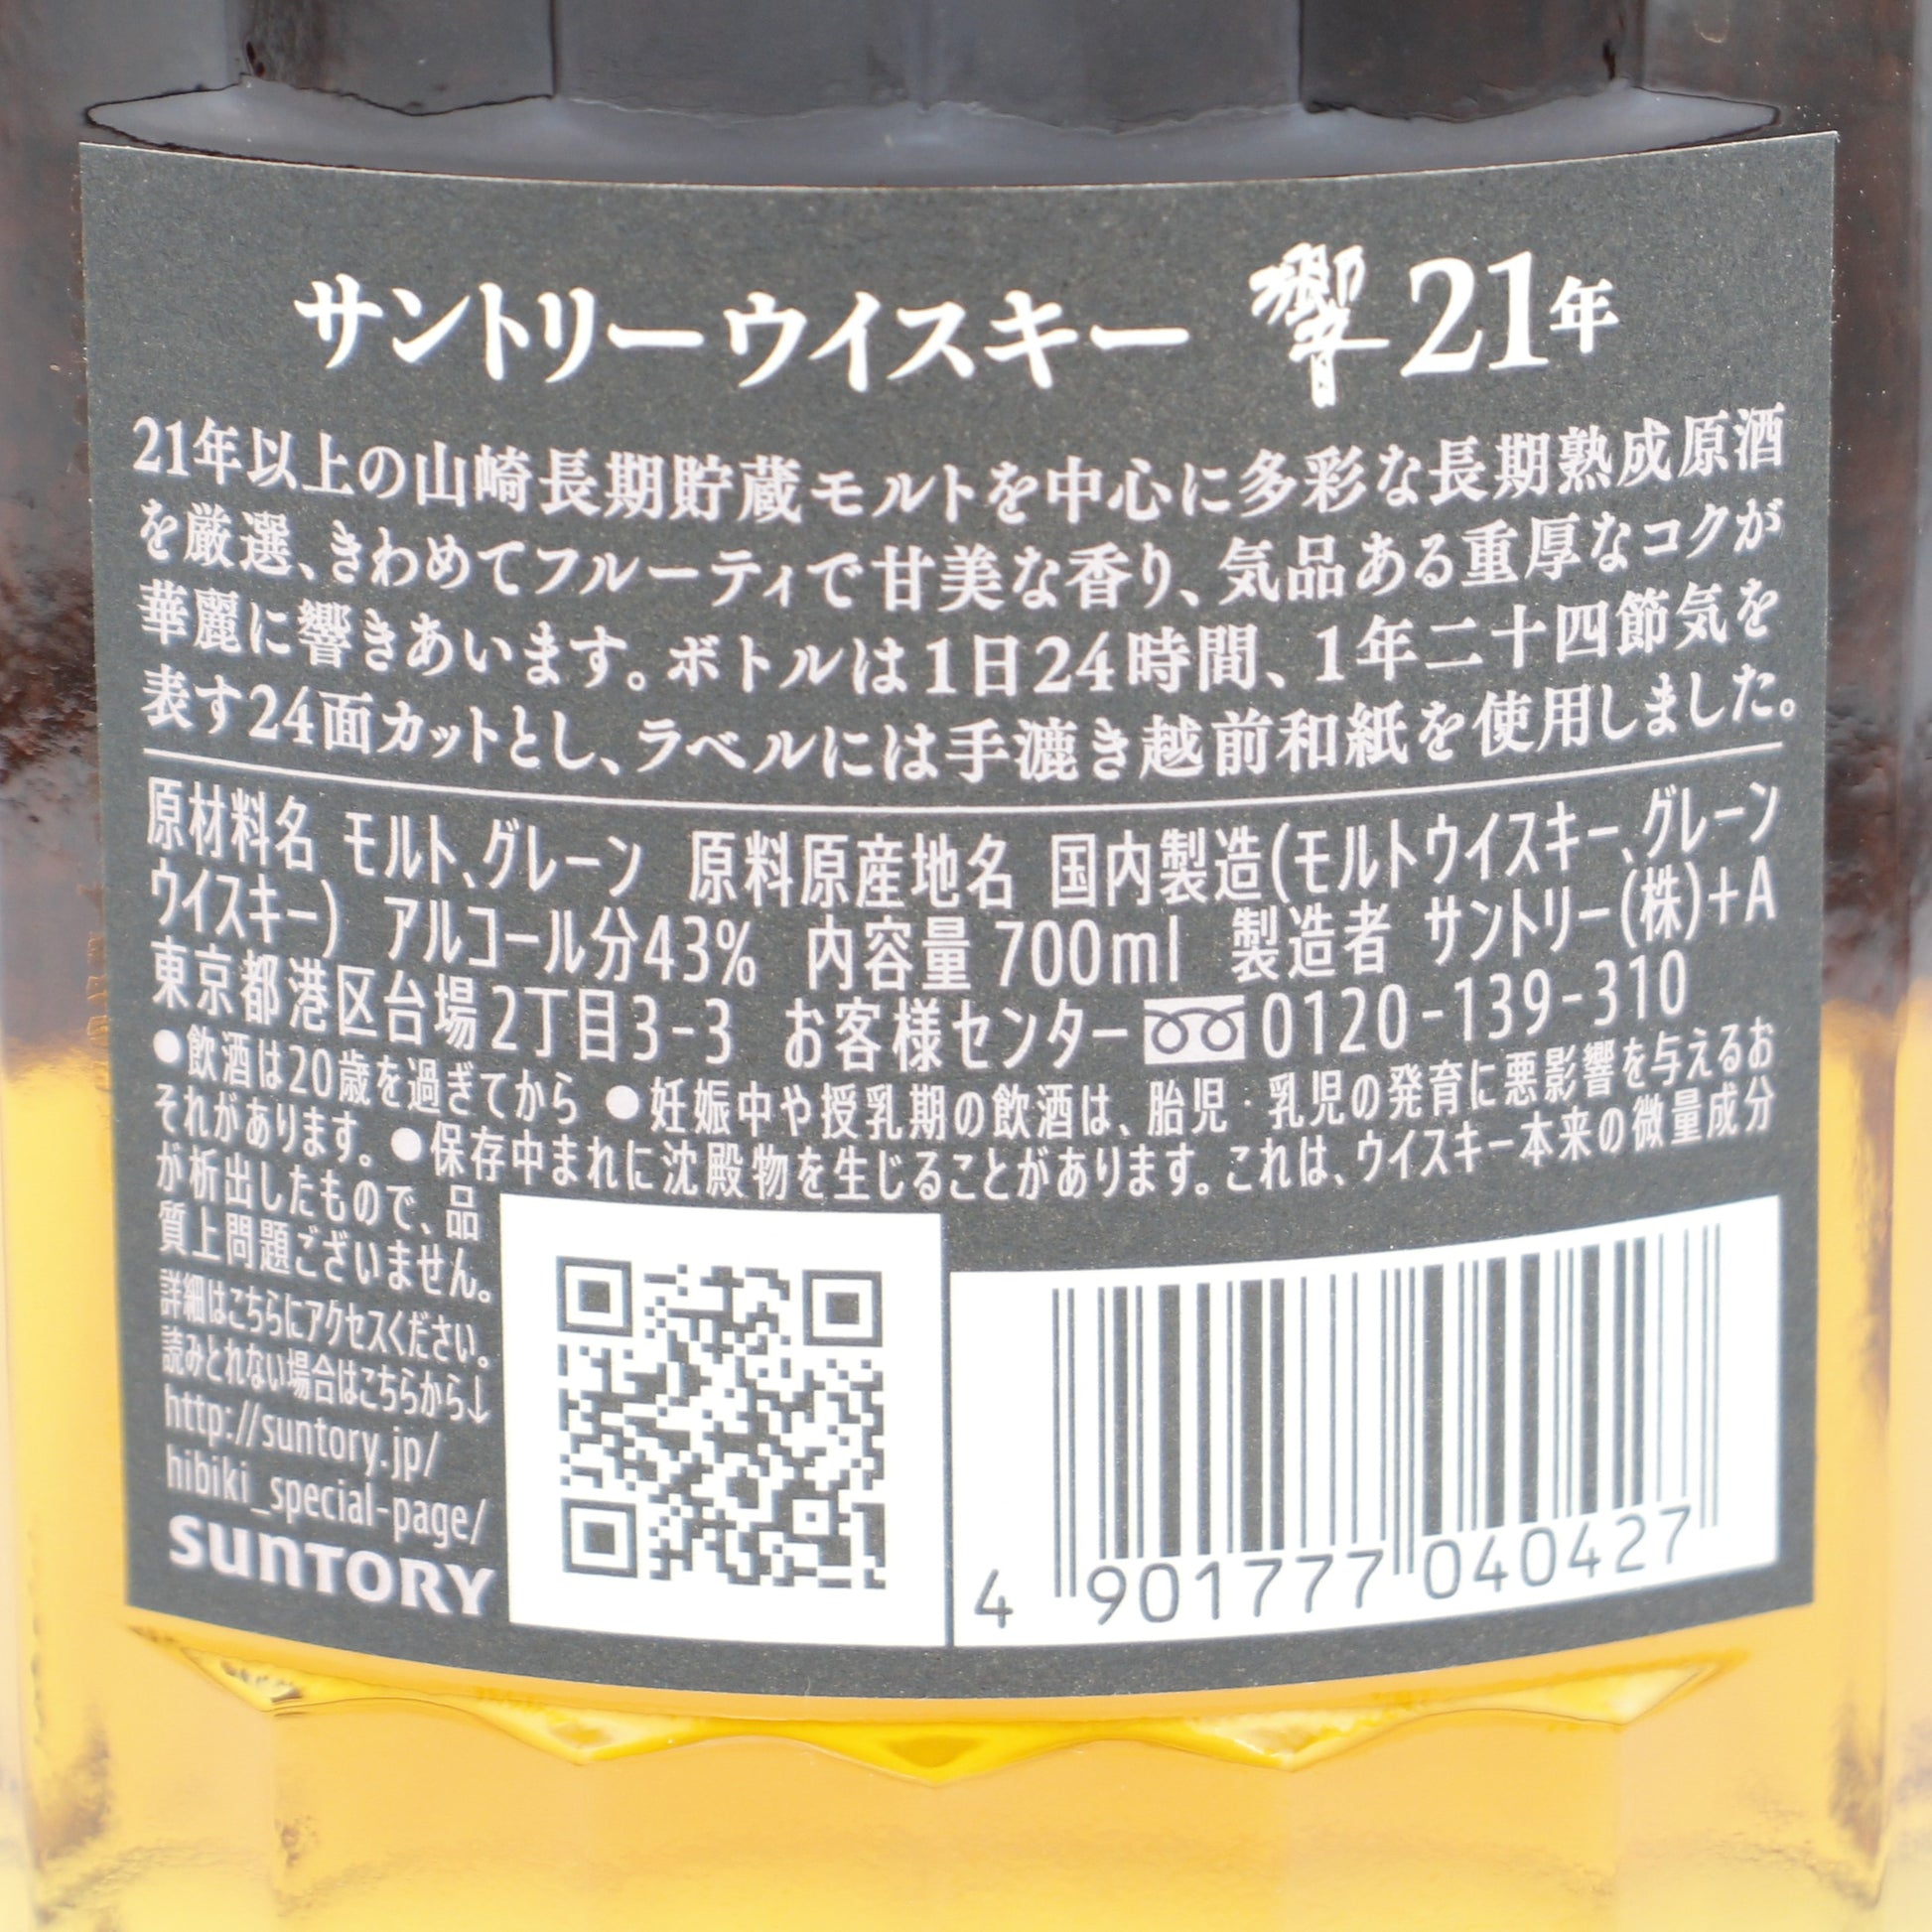 サントリーウイスキー 響 21年
21年以上の山崎長期貯蔵モルトを中心に多彩な長期熟成原酒
を厳選、きわめてフルーティで甘美な香り、気品ある重厚なコクが
華麗に響きあいます。ボトルは1日24時間、1年二十四節気を
表す24面カットとし、ラベルには手漉き越前和紙を使用しました。
原材料名 モルト、グレーン 原料原産地名 国内製造(モルトウイスキー、グレーン
ウイスキー) アルコール分43% 内容量 700ml 製造者 サントリー(株)+A
東京都港区台場2丁目3-3 お客様センター 0120-139-310
●飲酒は20歳を過ぎてから ●妊娠中や授乳期の飲酒は、胎児・乳児の発育に悪影響を与えるお
それがあります。●保存中まれに沈殿物を生じることがあります。これは、ウイスキー本来の微量成分
が析出したもので、品
質上問題ございません。
詳細はこちらにアクセスください。
読みとれない場合はこちらから↓
http://suntory.jp/
hibiki_special-page/
SUNTORY
4 901777 040427